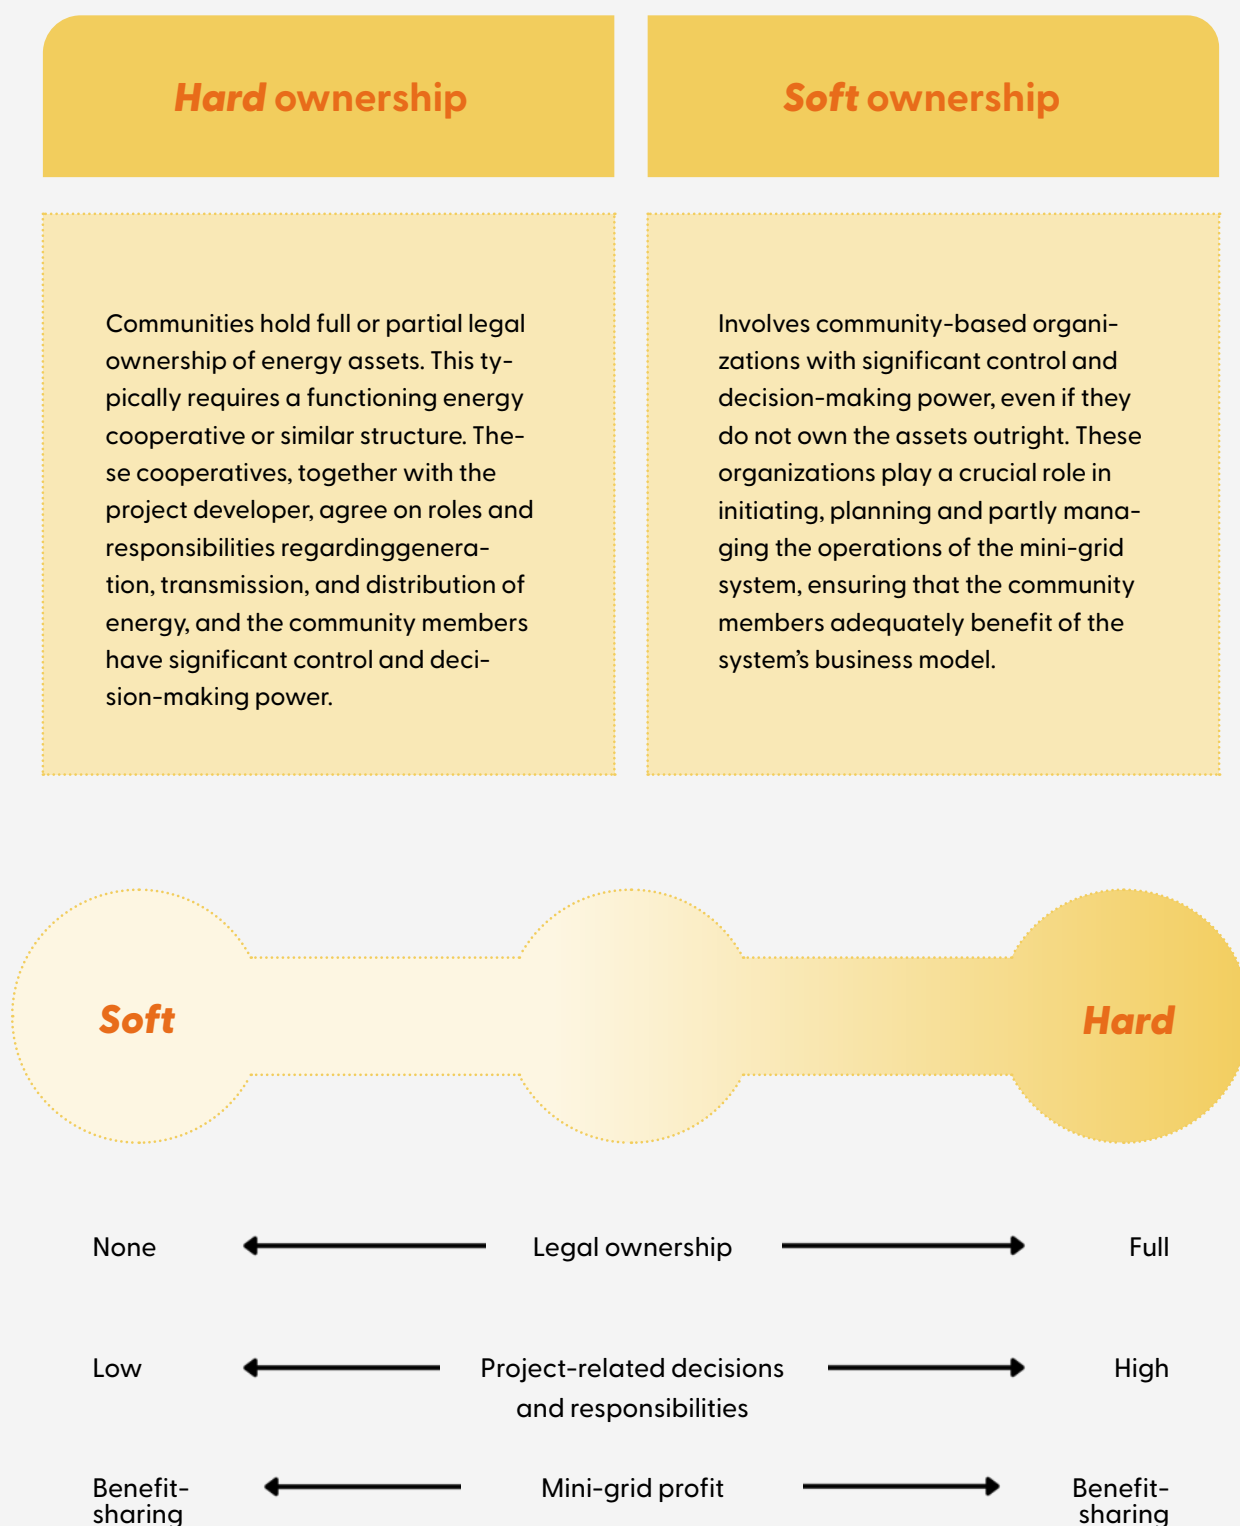 Hard ownership
Soft ownership
Communities hold full or partial legal
ownership of energy assets. This ty-
pically requires a functioning energy
cooperative or similar structure. The-
se cooperatives, together with the
project developer, agree on roles and
responsibilities regardinggenera-
tion, transmission, and distribution of
energy, and the community members
have significant control and deci-
sion-making power.
Involves community-based organi-
zations with significant control and
decision-making power, even if they
do not own the assets outright. These
organizations play a crucial role in
initiating, planning and partly mana-
ging the operations of the mini-grid
system, ensuring that the community
members adequately benefit of the
system’s business model.
Soft
Hard
None
Legal ownership
Full
Low
Project-related decisions
and responsibilities
High
Benefit-
sharing
Mini-grid profit
Benefit-
sharing